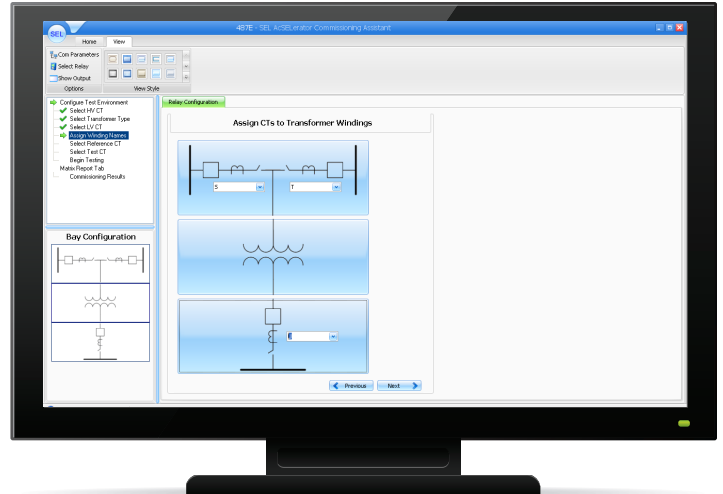 SEL
487E - SEL AcSELerator Commissioning Assistant
Home
View
Com Parameters
Select Relay
Show Output
Options
View Style
Configure Test Environment
Select HV CT
Select Transformer Type
Select LV CT
Assign Winding Names
Select Reference CT
Select Test CT
Begin Testing
Matrix Report Tab
Commissioning Results
Bay Configuration
Relay Configuration
Assign CTs to Transformer Windings
S
T
Previous
Next